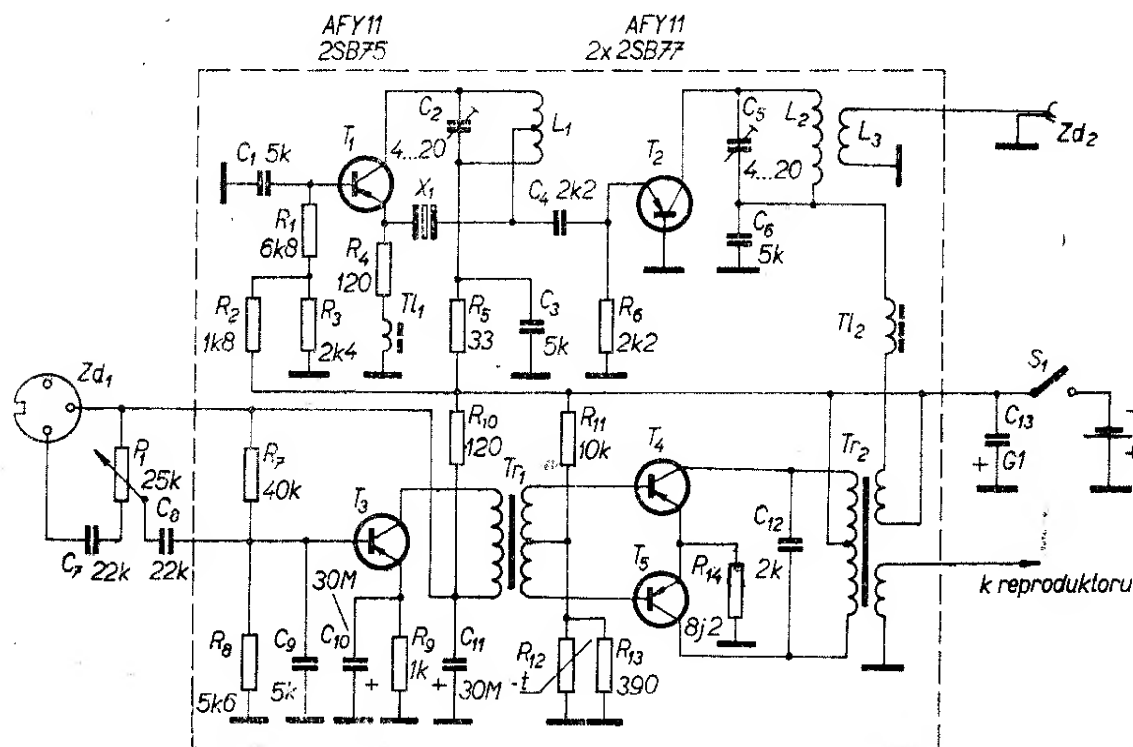 AFY11
2SB75
AFY11
2x 2SB77
C1 5k
T1
C2
4...20
L1
T2
C5
4...20
L2
L3
Zd2
R1
6k8
X1
C4 2k2
C6
5k
R4
120
R2
1k8
R3
2k4
Tl1
R5
33
C3
5k
R6
2k2
Tl2
S1
Zd1
R10
120
R11
10k
T4
Tr2
C13
+ G1
-
+
P1
25k
R7
40k
Tr1
T3
C8
22k
C7 22k
C12
2k
T5
R14
8j2
k reproduktoru
30M
R8
5k6
C9
5k
C10
+
R9
1k
C11
+ 30M
R12
-t
R13
390